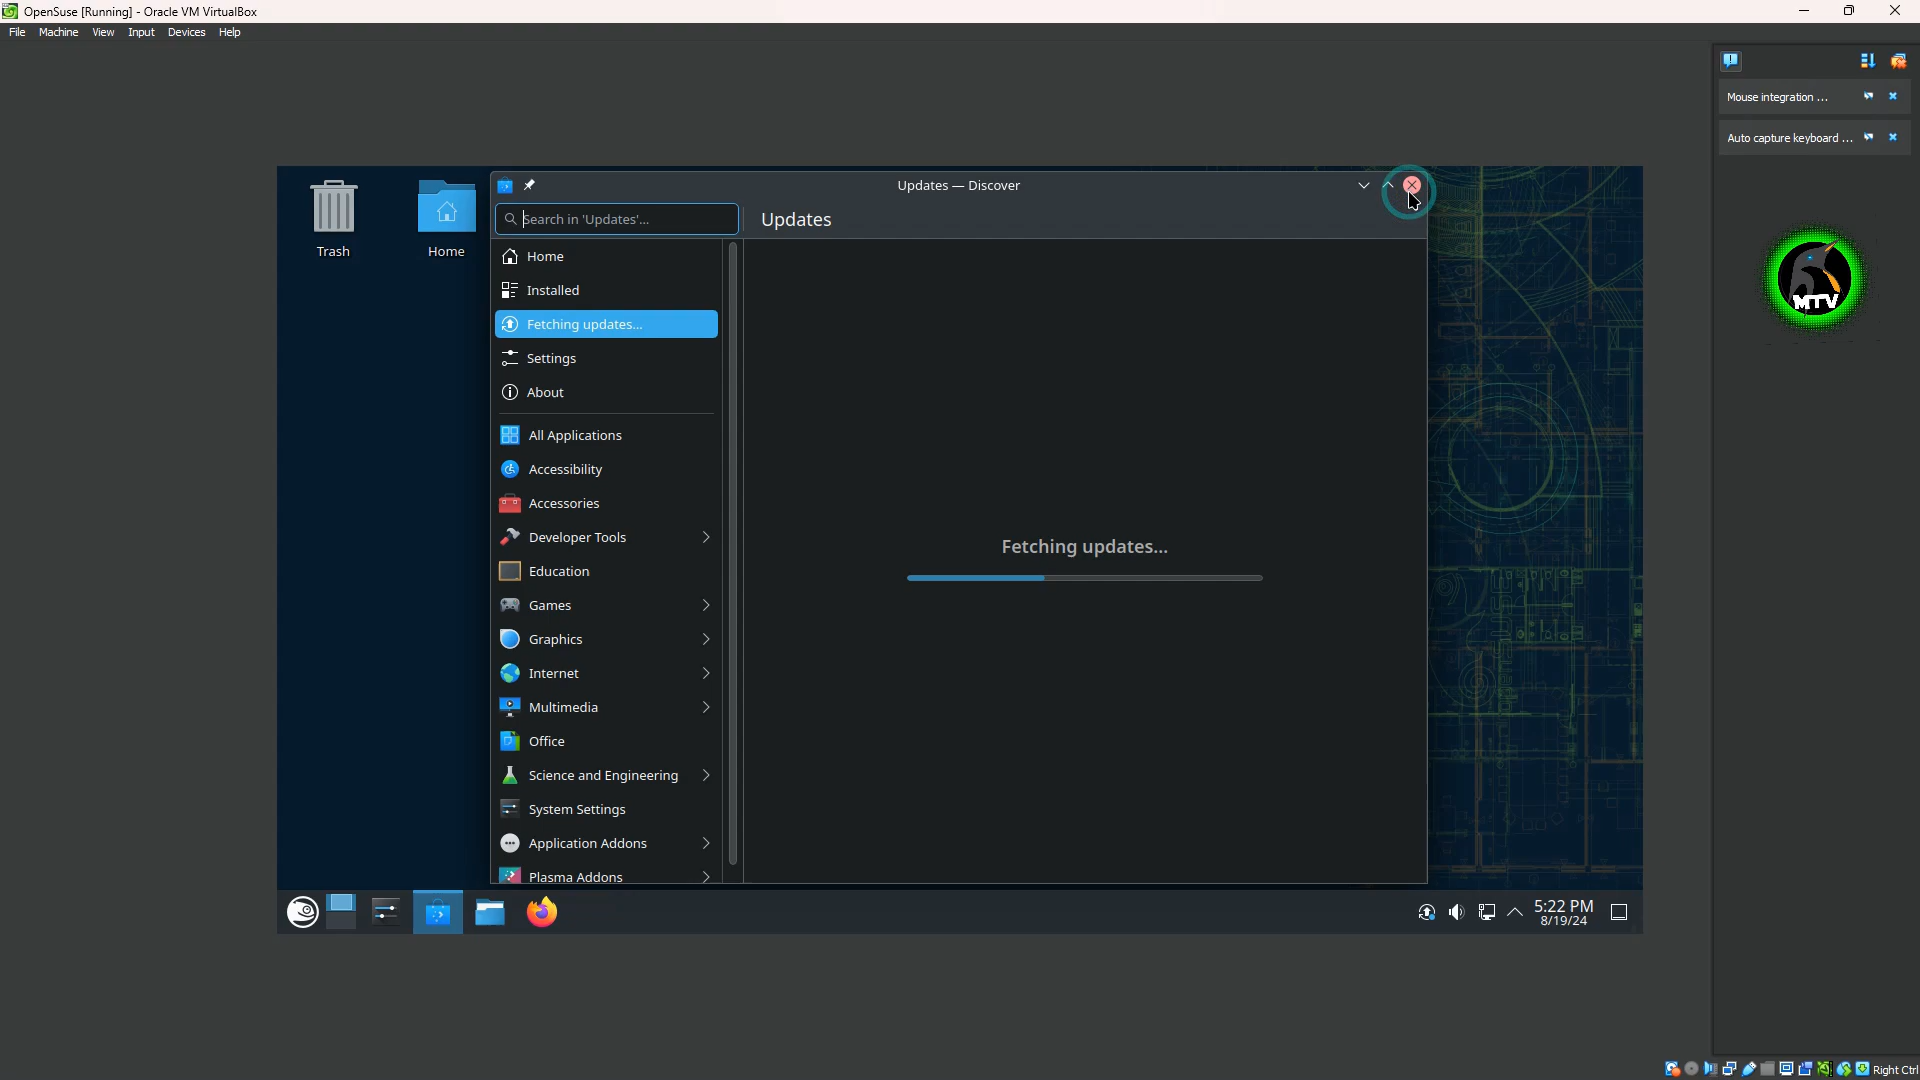 OpenSuse [Running] - Oracle VM VirtualBox
File Machine View Input Devices Help
Mouse integration ...
Auto capture keyboard ...
MTV
Trash
Home
Updates — Discover
Search in 'Updates'...
Updates
Home
Installed
Fetching updates...
Settings
About
All Applications
Accessibility
Accessories
Developer Tools
Education
Games
Graphics
Internet
Multimedia
Office
Science and Engineering
System Settings
Application Addons
Plasma Addons
Fetching updates...
5:22 PM
8/19/24
Right Ctrl